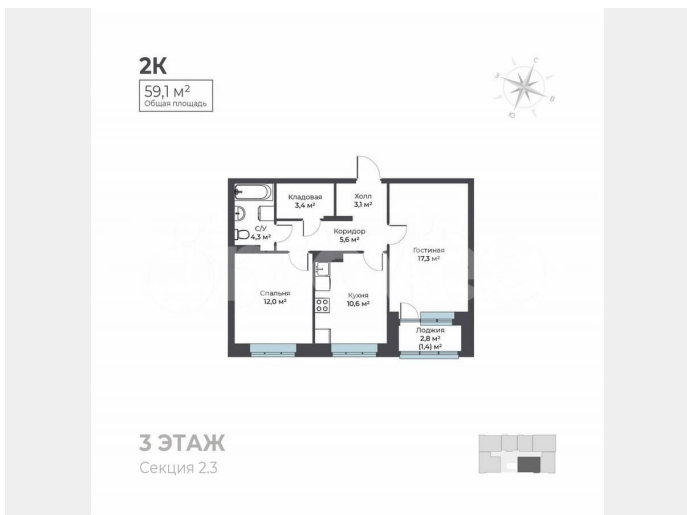 2К
59,1 м²
Общая площадь
С
З
В
Ю
Кладовая
3,4 м²
Холл
3,1 м²
С/У
4,3 м²
Коридор
5,6 м²
Гостиная
17,3 м²
Спальня
12,0 м²
Кухня
10,6 м²
Лоджия
2,8 м²
(1.4) м²
3 ЭТАЖ
Секция 2.3